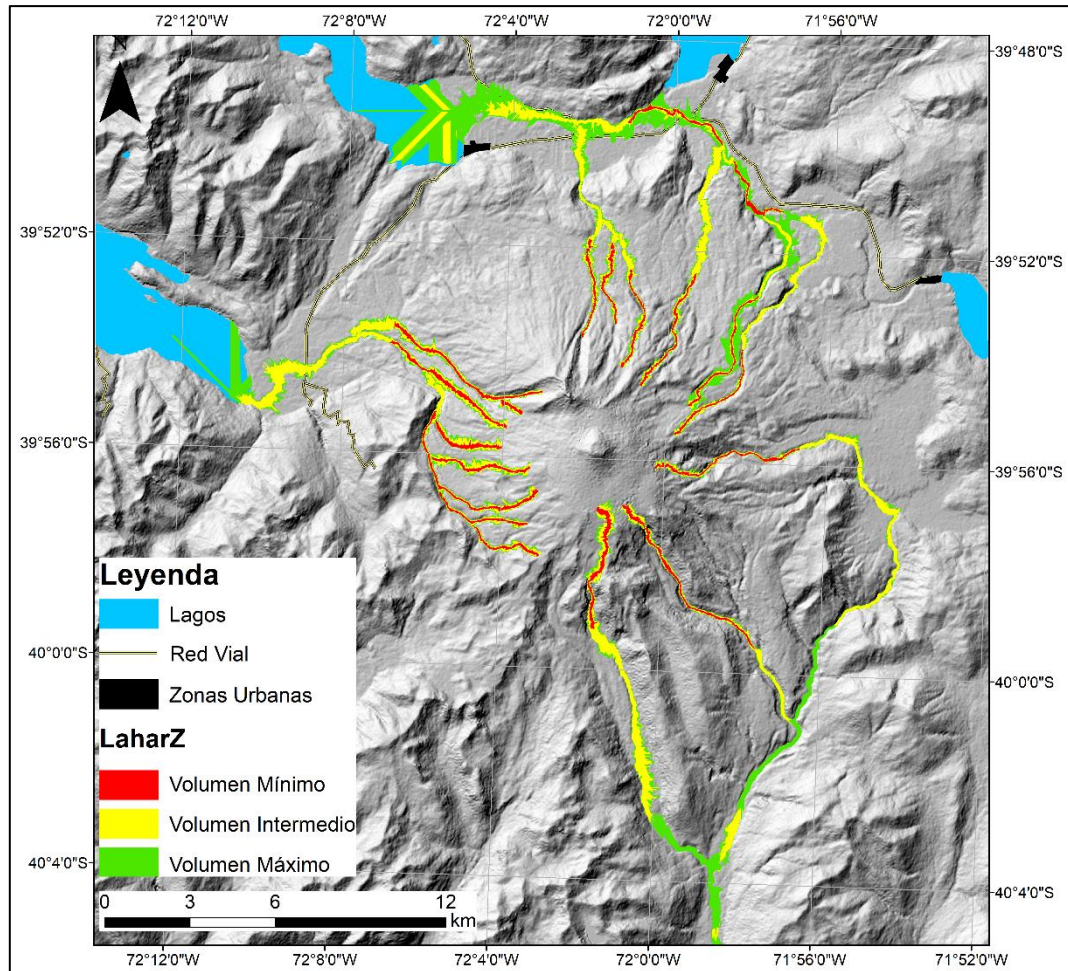 72°12'0"W 72°8'0"W 72°4'0"W 72°0'0"W 71°56'0"W
39°48'0"S
39°52'0"S
39°52'0"S
39°56'0"S
39°56'0"S
Leyenda
Lagos
Red Vial
40°0'0"S
40°0'0"S
Zonas Urbanas
LaharZ
Volumen Mínimo
Volumen Intermedio
Volumen Máximo
40°4'0"S
40°4'0"S
0 3 6 12
km
72°12'0"W 72°8'0"W 72°4'0"W 72°0'0"W 71°56'0"W 71°52'0"W